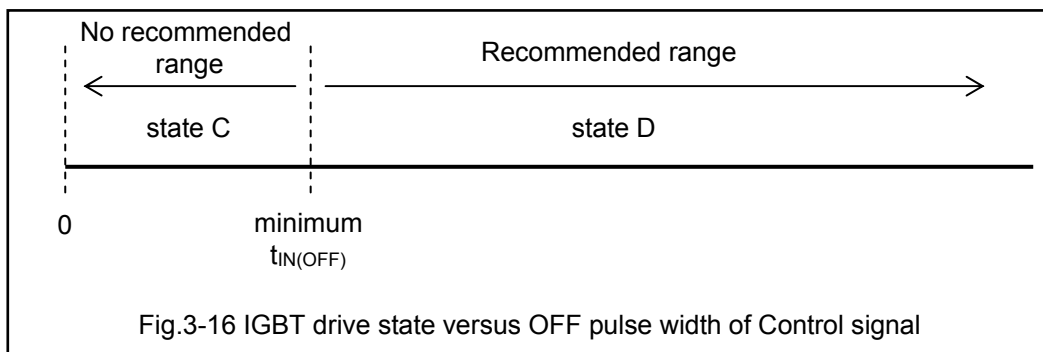 No recommended
range
Recommended range
state C
state D
0
minimum
tIN(OFF)
Fig.3-16 IGBT drive state versus OFF pulse width of Control signal